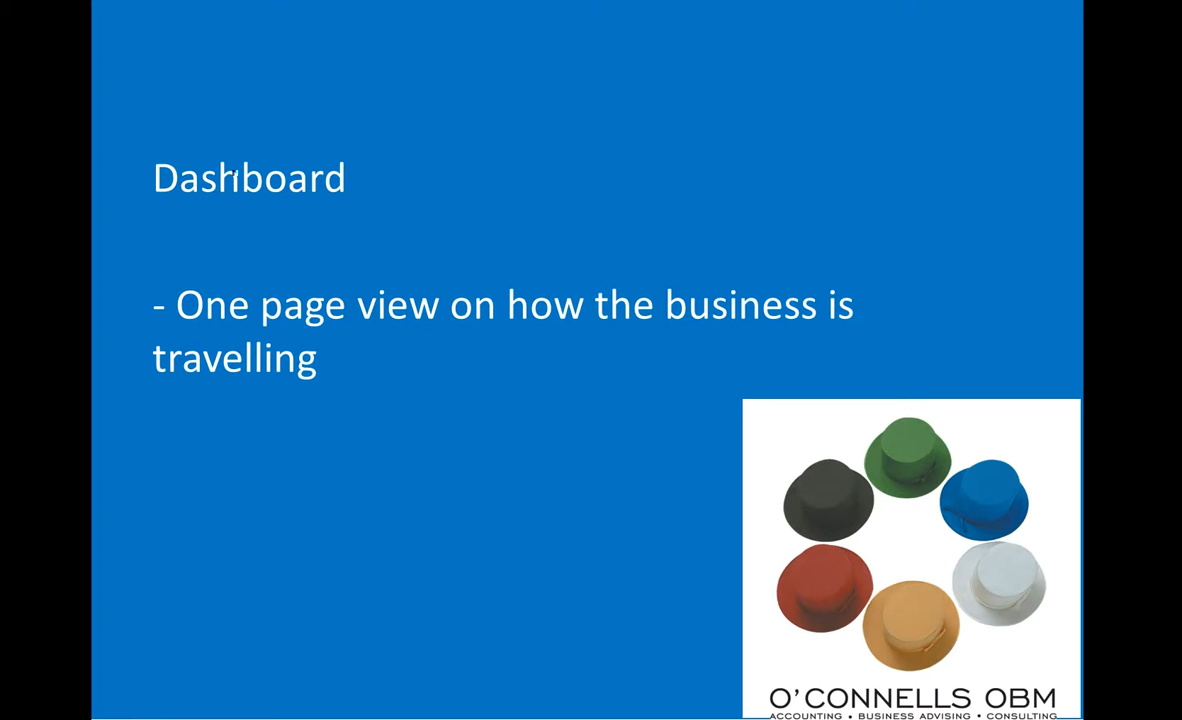 Dashboard
- One page view on how the business is
travelling
O'CONNELLS OBM
ACCOUNTING • BUSINESS ADVISING • CONSULTING